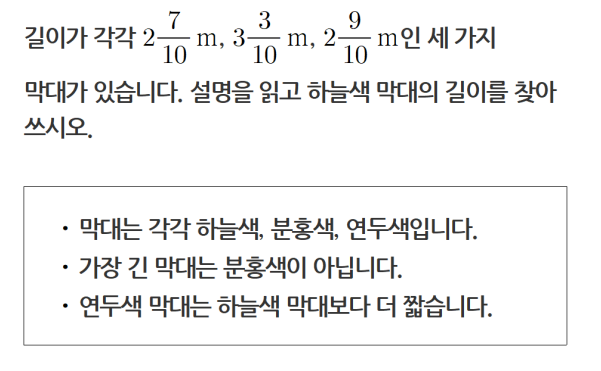 길이가 각각 2 7/10 m, 3 3/10 m, 2 9/10 m인 세 가지
막대가 있습니다. 설명을 읽고 하늘색 막대의 길이를 찾아
쓰시오.
• 막대는 각각 하늘색, 분홍색, 연두색입니다.
• 가장 긴 막대는 분홍색이 아닙니다.
• 연두색 막대는 하늘색 막대보다 더 짧습니다.